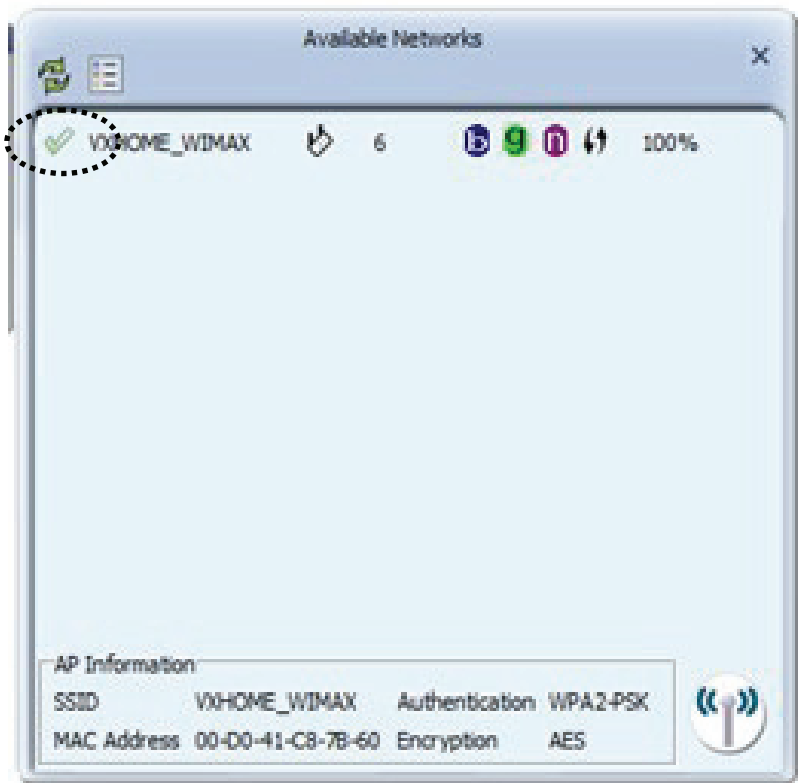 Available Networks
VXHOME_WIMAX 6 b g n 100%
AP Information
SSID VXHOME_WIMAX Authentication WPA2-PSK
MAC Address 00-D0-41-C8-7B-60 Encryption AES